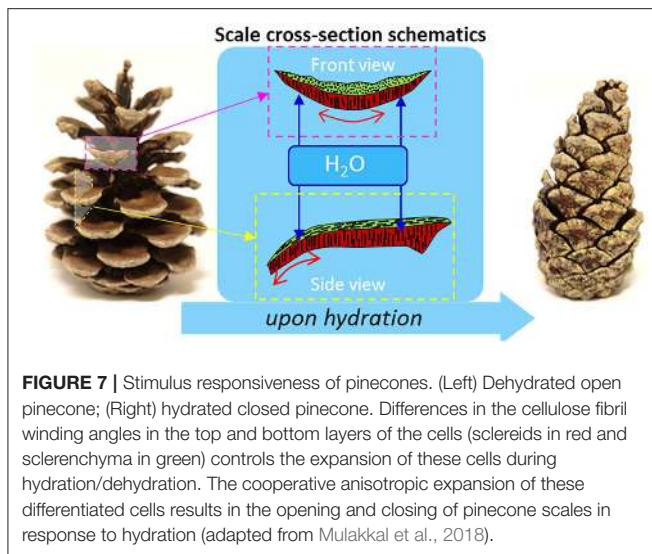 Scale cross-section schematics
Front view
H₂O
Side view
upon hydration
FIGURE 7 | Stimulus responsiveness of pinecones. (Left) Dehydrated open
pinecone; (Right) hydrated closed pinecone. Differences in the cellulose fibril
winding angles in the top and bottom layers of the cells (sclereids in red and
sclerenchyma in green) controls the expansion of these cells during
hydration/dehydration. The cooperative anisotropic expansion of these
differentiated cells results in the opening and closing of pinecone scales in
response to hydration (adapted from Mulakkal et al., 2018).